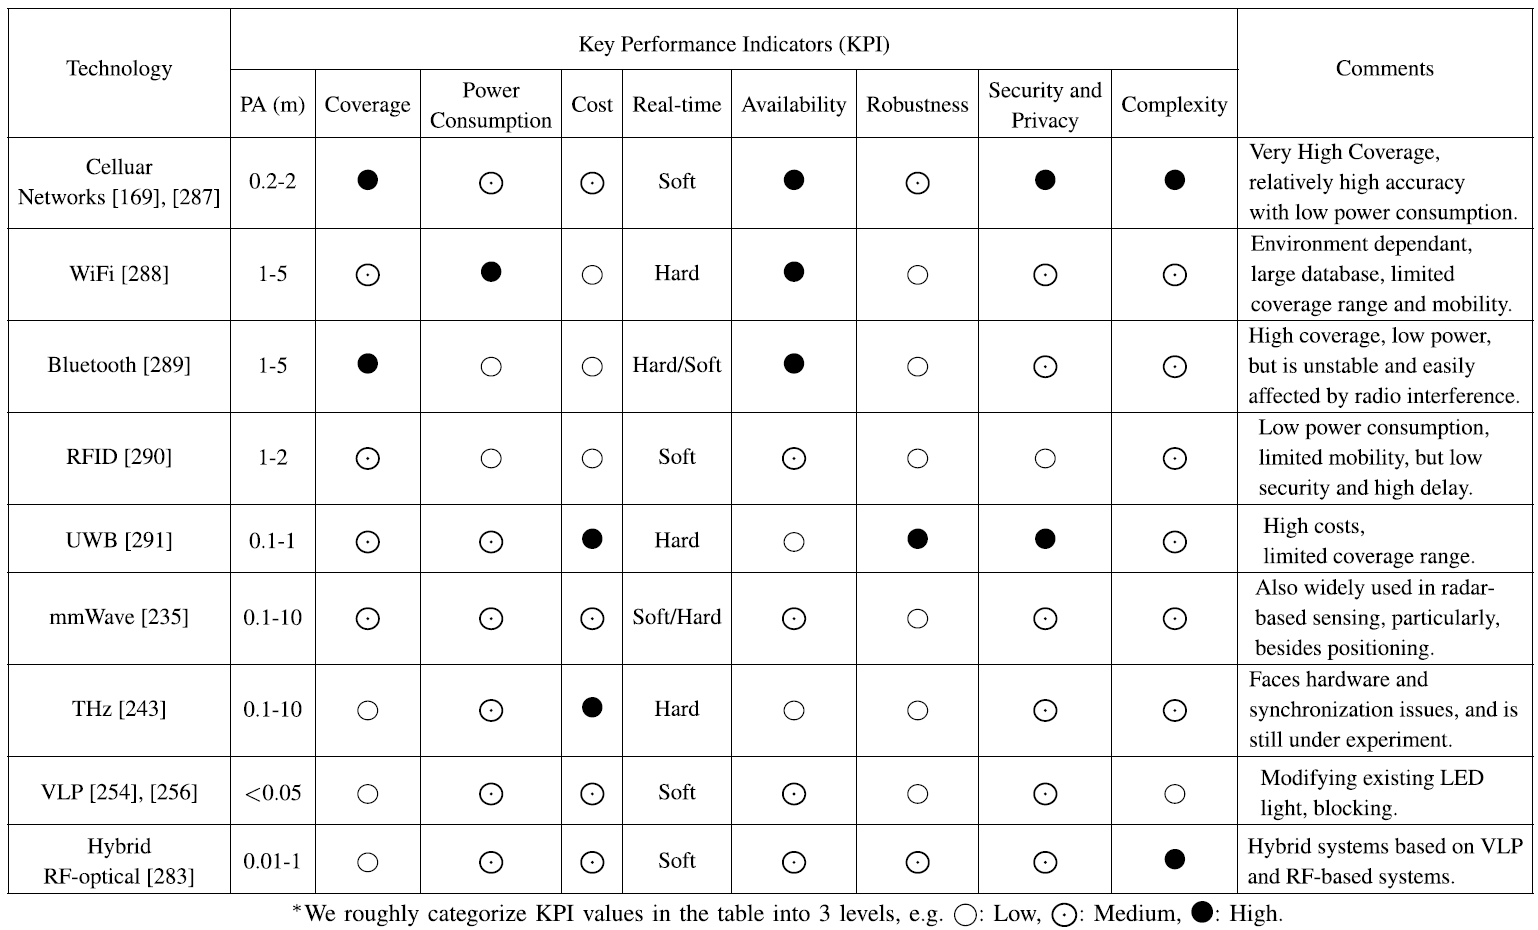 Technology
Key Performance Indicators (KPI)
Comments
PA (m)
Coverage
Power
Consumption
Cost
Real-time
Availability
Robustness
Security and
Privacy
Complexity
Celluar
Networks [169], [287]
0.2-2
Soft
Very High Coverage,
relatively high accuracy
with low power consumption.
WiFi [288]
1-5
Hard
Environment dependant,
large database, limited
coverage range and mobility.
Bluetooth [289]
1-5
Hard/Soft
High coverage, low power,
but is unstable and easily
affected by radio interference.
RFID [290]
1-2
Soft
Low power consumption,
limited mobility, but low
security and high delay.
UWB [291]
0.1-1
Hard
High costs,
limited coverage range.
mmWave [235]
0.1-10
Soft/Hard
Also widely used in radar-
based sensing, particularly,
besides positioning.
THz [243]
0.1-10
Hard
Faces hardware and
synchronization issues, and is
still under experiment.
VLP [254], [256]
<0.05
Soft
Modifying existing LED
light, blocking.
Hybrid
RF-optical [283]
0.01-1
Soft
Hybrid systems based on VLP
and RF-based systems.
*We roughly categorize KPI values in the table into 3 levels, e.g. ○: Low, ⊙: Medium, ●: High.